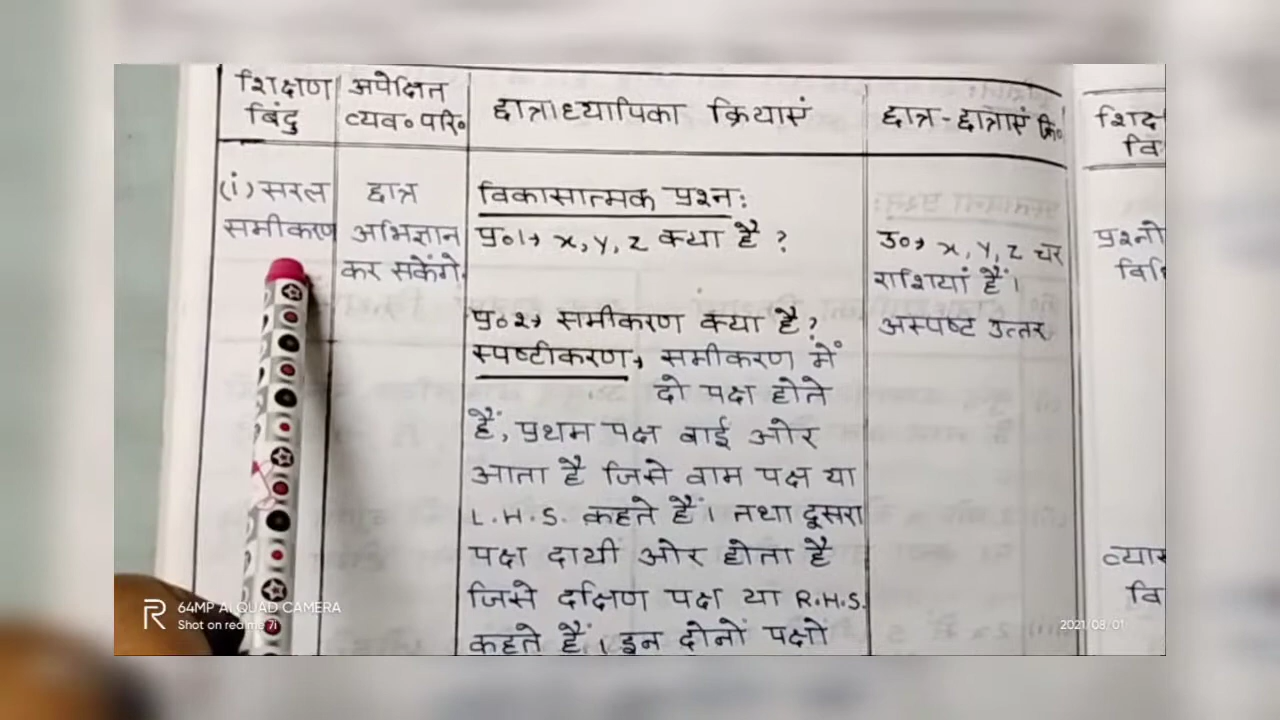 शिक्षण बिंदु
अपेक्षित व्यव॰ परि॰
छात्राध्यापिका क्रियाएं
छात्र-छात्राएं क्रि॰
(i) सरल
समीकरण
छात्र
अभिज्ञान
कर सकेंगे।
विकासात्मक प्रश्न:
प्र॰1→ x, y, z क्या है ?
प्र॰2→ समीकरण क्या है?
स्पष्टीकरण→ समीकरण में
दो पक्ष होते
हैं, प्रथम पक्ष बाई ओर
आता है जिसे वाम पक्ष या
L.H.S. कहते हैं। तथा दूसरा
पक्ष दायी ओर होता है
जिसे दक्षिण पक्ष या R.H.S.
कहते हैं। इन दोनों पक्षों
उ॰→ x, y, z चर
राशियां हैं।
अस्पष्ट उत्तर
शिक्ष
वि
प्रश्नो
विधि
व्याख
वि
64MP AI QUAD CAMERA
Shot on realme 7i
2021/08/01